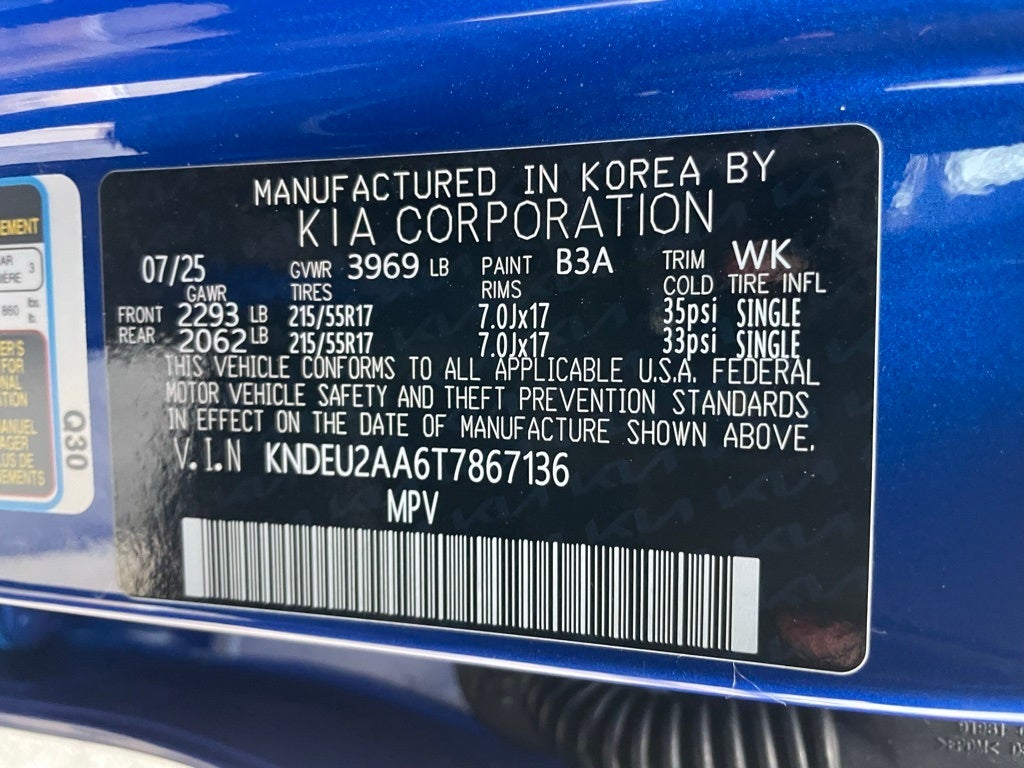 MANUFACTURED IN KOREA BY
KIA CORPORATION
07/25 GVWR 3969 LB PAINT B3A TRIM WK
GAWR TIRES RIMS COLD TIRE INFL
FRONT 2293 LB 215/55R17 7.0Jx17 35psi SINGLE
REAR 2062 LB 215/55R17 7.0Jx17 33psi SINGLE
THIS VEHICLE CONFORMS TO ALL APPLICABLE U.S.A. FEDERAL
MOTOR VEHICLE SAFETY AND THEFT PREVENTION STANDARDS
IN EFFECT ON THE DATE OF MANUFACTURE SHOWN ABOVE.
V.I.N KNDEU2AA6T7867136
MPV
3
860 lbs
Q30